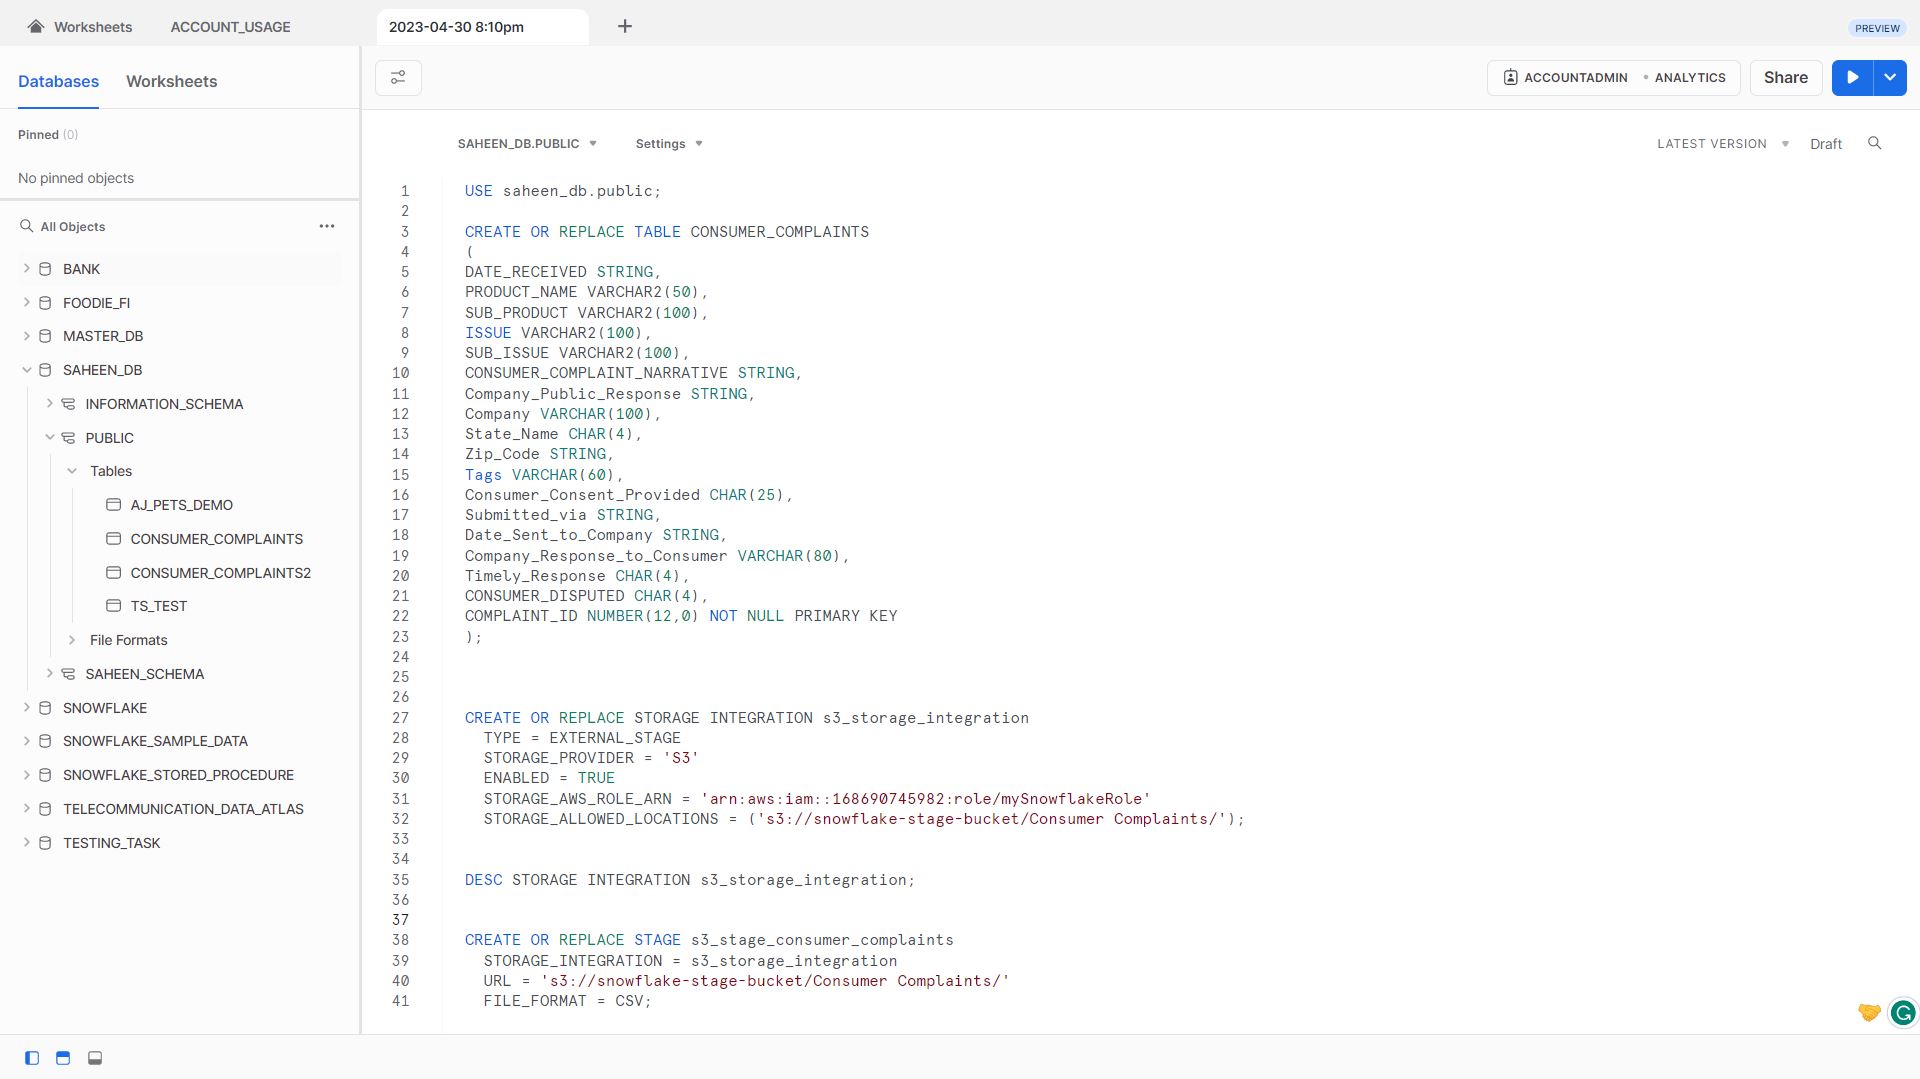 Worksheets
ACCOUNT_USAGE
2023-04-30 8:10pm
PREVIEW
Databases
Worksheets
ACCOUNTADMIN • ANALYTICS
Share
Pinned (0)
No pinned objects
All Objects
BANK
FOODIE_FI
MASTER_DB
SAHEEN_DB
INFORMATION_SCHEMA
PUBLIC
Tables
AJ_PETS_DEMO
CONSUMER_COMPLAINTS
CONSUMER_COMPLAINTS2
TS_TEST
File Formats
SAHEEN_SCHEMA
SNOWFLAKE
SNOWFLAKE_SAMPLE_DATA
SNOWFLAKE_STORED_PROCEDURE
TELECOMMUNICATION_DATA_ATLAS
TESTING_TASK
SAHEEN_DB.PUBLIC
Settings
LATEST VERSION
Draft
1 USE saheen_db.public;
2
3 CREATE OR REPLACE TABLE CONSUMER_COMPLAINTS
4 (
5 DATE_RECEIVED STRING,
6 PRODUCT_NAME VARCHAR2(50),
7 SUB_PRODUCT VARCHAR2(100),
8 ISSUE VARCHAR2(100),
9 SUB_ISSUE VARCHAR2(100),
10 CONSUMER_COMPLAINT_NARRATIVE STRING,
11 Company_Public_Response STRING,
12 Company VARCHAR(100),
13 State_Name CHAR(4),
14 Zip_Code STRING,
15 Tags VARCHAR(60),
16 Consumer_Consent_Provided CHAR(25),
17 Submitted_via STRING,
18 Date_Sent_to_Company STRING,
19 Company_Response_to_Consumer VARCHAR(80),
20 Timely_Response CHAR(4),
21 CONSUMER_DISPUTED CHAR(4),
22 COMPLAINT_ID NUMBER(12,0) NOT NULL PRIMARY KEY
23 );
24
25
26
27 CREATE OR REPLACE STORAGE INTEGRATION s3_storage_integration
28 TYPE = EXTERNAL_STAGE
29 STORAGE_PROVIDER = 'S3'
30 ENABLED = TRUE
31 STORAGE_AWS_ROLE_ARN = 'arn:aws:iam::168690745982:role/mySnowflakeRole'
32 STORAGE_ALLOWED_LOCATIONS = ('s3://snowflake-stage-bucket/Consumer Complaints/');
33
34
35 DESC STORAGE INTEGRATION s3_storage_integration;
36
37
38 CREATE OR REPLACE STAGE s3_stage_consumer_complaints
39 STORAGE_INTEGRATION = s3_storage_integration
40 URL = 's3://snowflake-stage-bucket/Consumer Complaints/'
41 FILE_FORMAT = CSV;